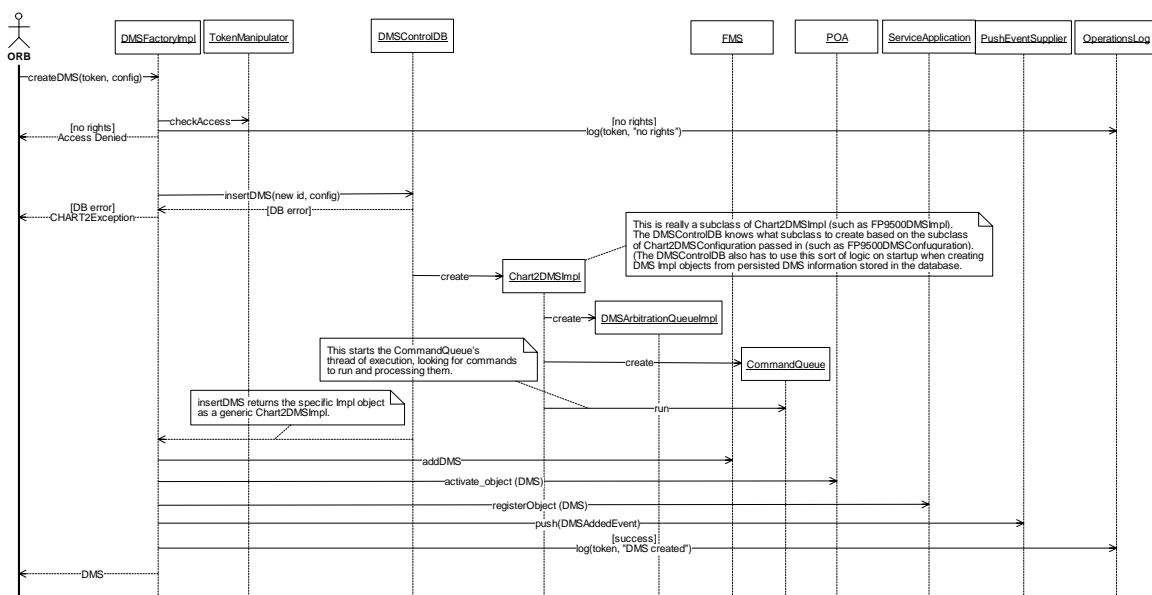 DMSFactoryImpl
TokenManipulator
DMSControlDB
FMS
POA
ServiceApplication
PushEventSupplier
OperationsLog
ORB
createDMS(token, config)
checkAccess
[no rights]
log(token, "no rights")
[no rights]
Access Denied
insertDMS(new id, config)
[DB error]
[DB error]
CHART2Exception
This is really a subclass of Chart2DMSImpl (such as FP9500DMSImpl).
The DMSControlDB knows what subclass to create based on the subclass
of Chart2DMSConfiguration passed in (such as FP9500DMSConfuguration).
(The DMSControlDB also has to use this sort of logic on startup when creating
DMS Impl objects from persisted DMS information stored in the database.
create
Chart2DMSImpl
create
DMSArbitrationQueueImpl
This starts the CommandQueue's
thread of execution, looking for commands
to run and processing them.
create
CommandQueue
insertDMS returns the specific Impl object
as a generic Chart2DMSImpl.
run
addDMS
activate_object (DMS)
registerObject (DMS)
push(DMSAddedEvent)
[success]
log(token, "DMS created")
DMS